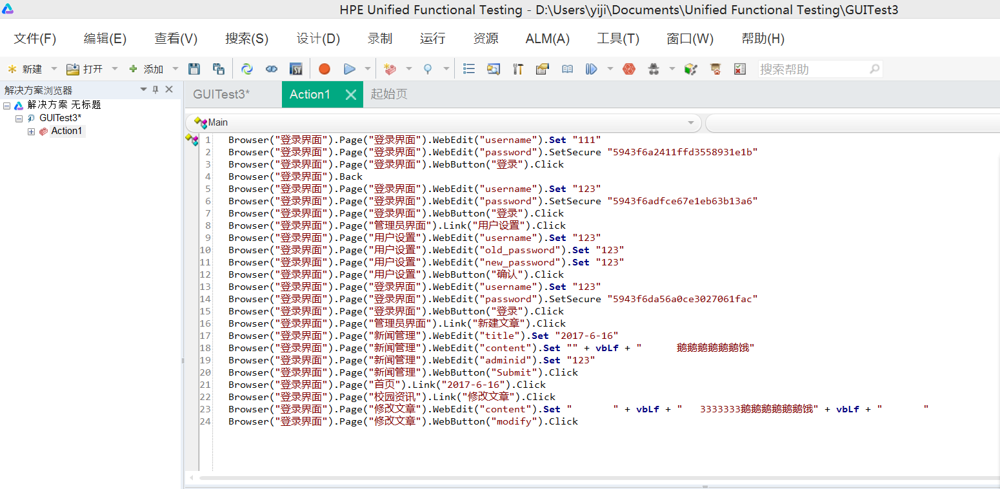 HPE Unified Functional Testing - D:\Users\yiji\Documents\Unified Functional Testing\GUITest3
文件(F) 编辑(E) 查看(V) 搜索(S) 设计(D) 录制 运行 资源 ALM(A) 工具(T) 窗口(W) 帮助(H)
新建 打开 添加 SV 搜索帮助
解决方案浏览器
GUITest3* Action1 起始页
解决方案 无标题
GUITest3*
Action1
Main
1 Browser("登录界面").Page("登录界面").WebEdit("username").Set "111"
2 Browser("登录界面").Page("登录界面").WebEdit("password").SetSecure "5943f6a2411ffd3558931e1b"
3 Browser("登录界面").Page("登录界面").WebButton("登录").Click
4 Browser("登录界面").Back
5 Browser("登录界面").Page("登录界面").WebEdit("username").Set "123"
6 Browser("登录界面").Page("登录界面").WebEdit("password").SetSecure "5943f6adfce67e1eb63b13a6"
7 Browser("登录界面").Page("登录界面").WebButton("登录").Click
8 Browser("登录界面").Page("管理员界面").Link("用户设置").Click
9 Browser("登录界面").Page("用户设置").WebEdit("username").Set "123"
10 Browser("登录界面").Page("用户设置").WebEdit("old_password").Set "123"
11 Browser("登录界面").Page("用户设置").WebEdit("new_password").Set "123"
12 Browser("登录界面").Page("用户设置").WebButton("确认").Click
13 Browser("登录界面").Page("登录界面").WebEdit("username").Set "123"
14 Browser("登录界面").Page("登录界面").WebEdit("password").SetSecure "5943f6da56a0ce3027061fac"
15 Browser("登录界面").Page("登录界面").WebButton("登录").Click
16 Browser("登录界面").Page("管理员界面").Link("新建文章").Click
17 Browser("登录界面").Page("新闻管理").WebEdit("title").Set "2017-6-16"
18 Browser("登录界面").Page("新闻管理").WebEdit("content").Set "" + vbLf + "      鹅鹅鹅鹅鹅鹅饿"
19 Browser("登录界面").Page("新闻管理").WebEdit("adminid").Set "123"
20 Browser("登录界面").Page("新闻管理").WebButton("Submit").Click
21 Browser("登录界面").Page("首页").Link("2017-6-16").Click
22 Browser("登录界面").Page("校园资讯").Link("修改文章").Click
23 Browser("登录界面").Page("修改文章").WebEdit("content").Set "       " + vbLf + "   3333333鹅鹅鹅鹅鹅鹅饿" + vbLf + "       "
24 Browser("登录界面").Page("修改文章").WebButton("modify").Click